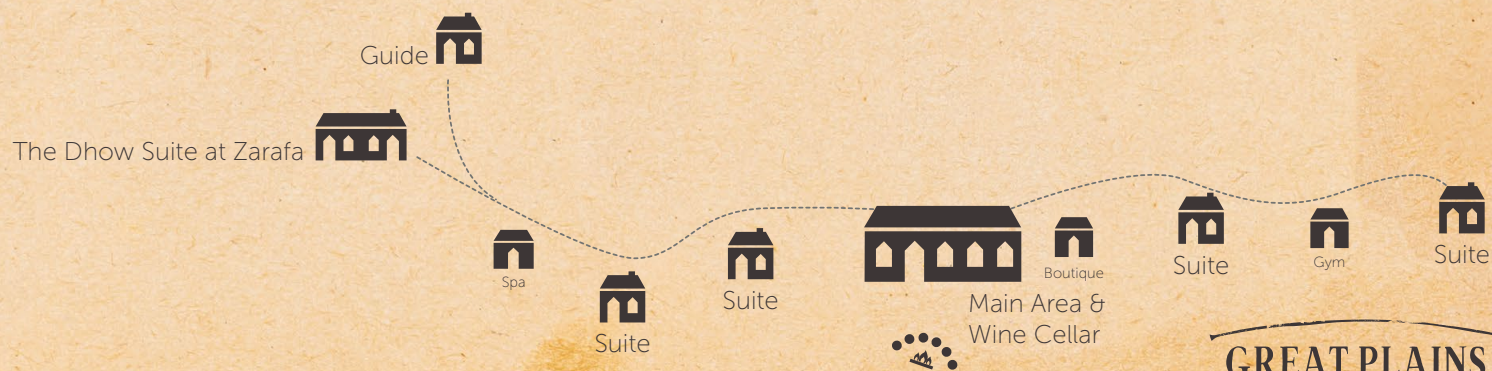 Guide
The Dhow Suite at Zarafa
Spa
Suite
Suite
Main Area &
Wine Cellar
Boutique
Suite
Gym
Suite
GREAT PLAINS